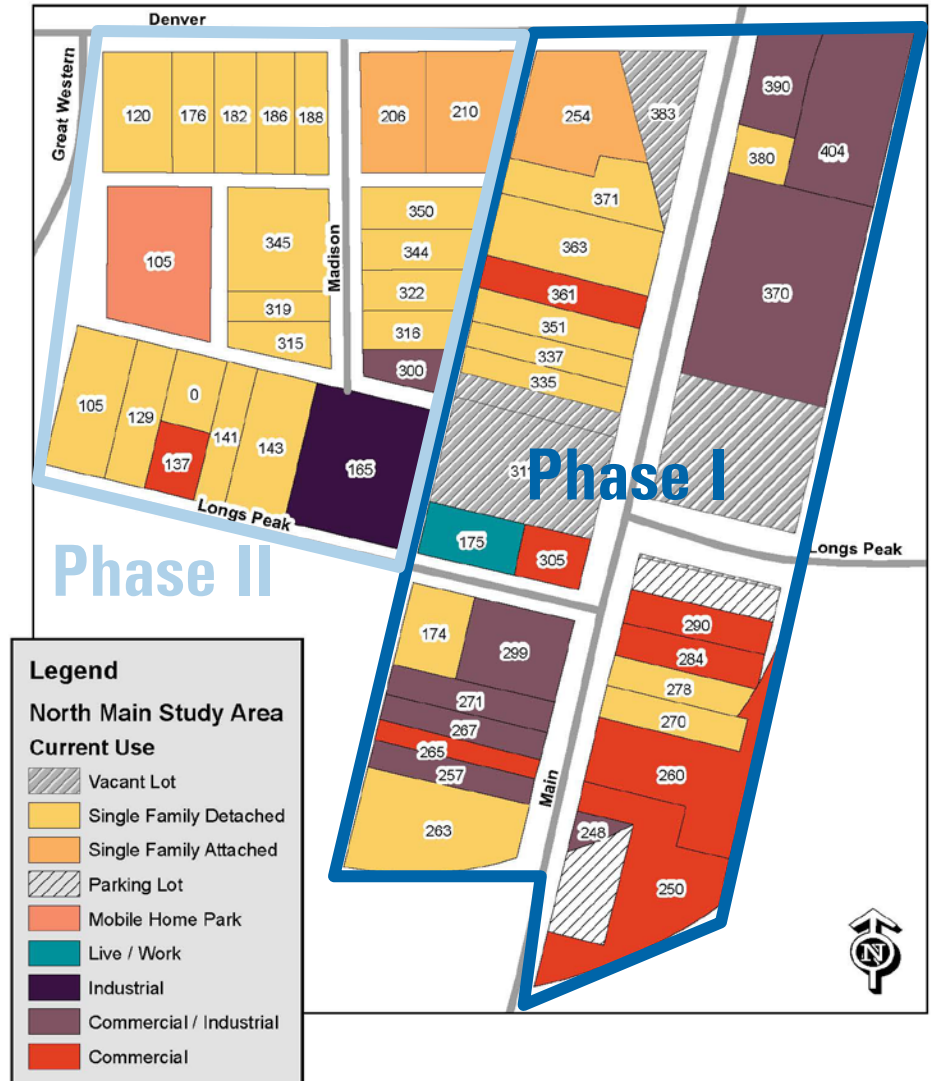 Denver
Great Western
120
176
182
186
188
206
210
254
383
390
404
380
371
350
345
Madison
105
344
363
322
361
370
319
316
351
315
337
300
335
0
105
129
141
143
137
165
Phase I
Longs Peak
175
305
Longs Peak
Phase II
174
299
290
284
278
271
270
267
265
257
260
Main
263
248
250
Legend
North Main Study Area
Current Use
Vacant Lot
Single Family Detached
Single Family Attached
Parking Lot
Mobile Home Park
Live / Work
Industrial
Commercial / Industrial
Commercial
N